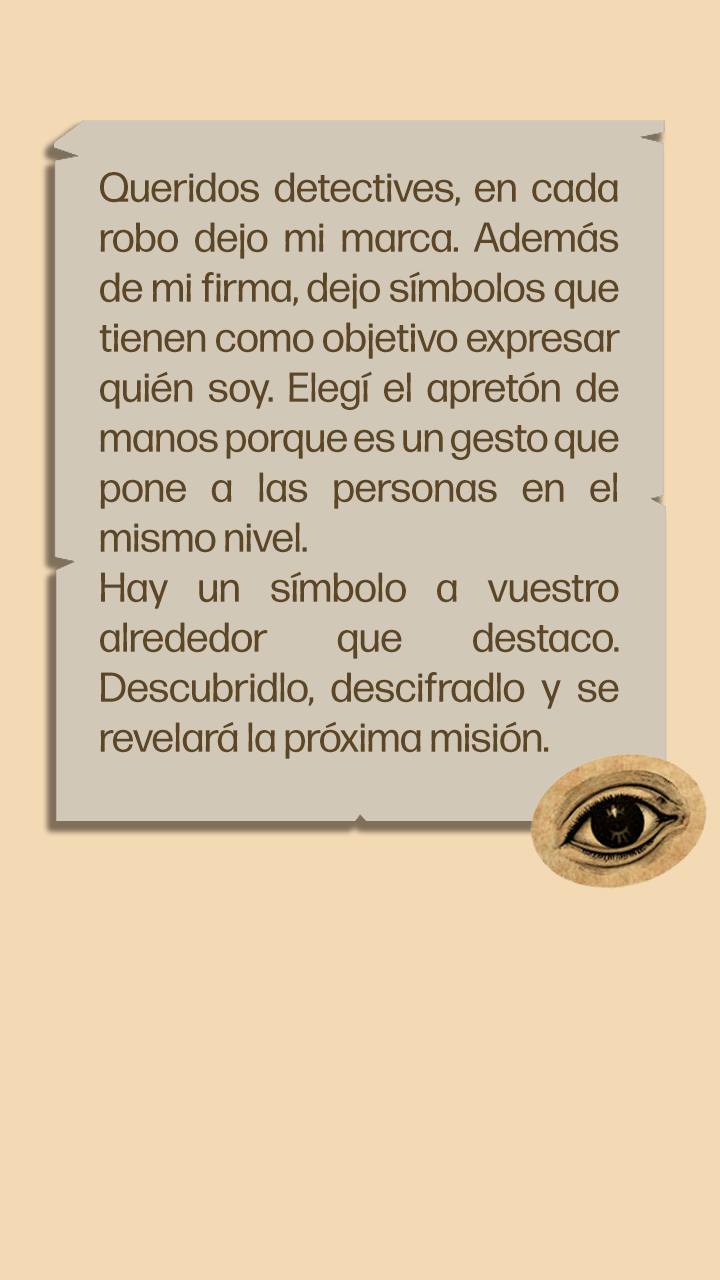 Queridos detectives, en cada
robo dejo mi marca. Además
de mi firma, dejo símbolos que
tienen como objetivo expresar
quién soy. Elegí el apretón de
manos porque es un gesto que
pone a las personas en el
mismo nivel.
Hay un símbolo a vuestro
alrededor que destaco.
Descubridlo, descifradlo y se
revelará la próxima misión.